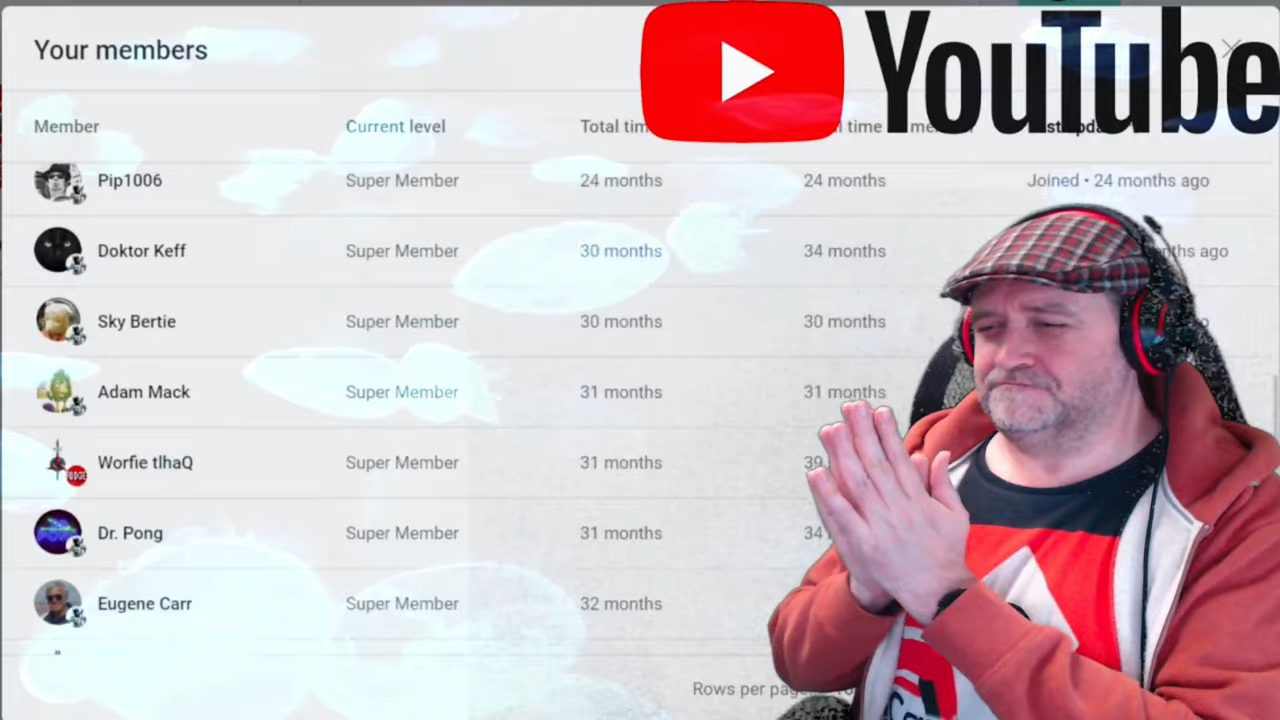 YouTube
Your members
Member Current level Total tim time
Pip1006 Super Member 24 months 24 months Joined • 24 months ago
Doktor Keff Super Member 30 months 34 months ago
Sky Bertie Super Member 30 months 30 months
Adam Mack Super Member 31 months 31 months
Worfie tlhaQ Super Member 31 months 39
Dr. Pong Super Member 31 months 34
Eugene Carr Super Member 32 months
Rows per page